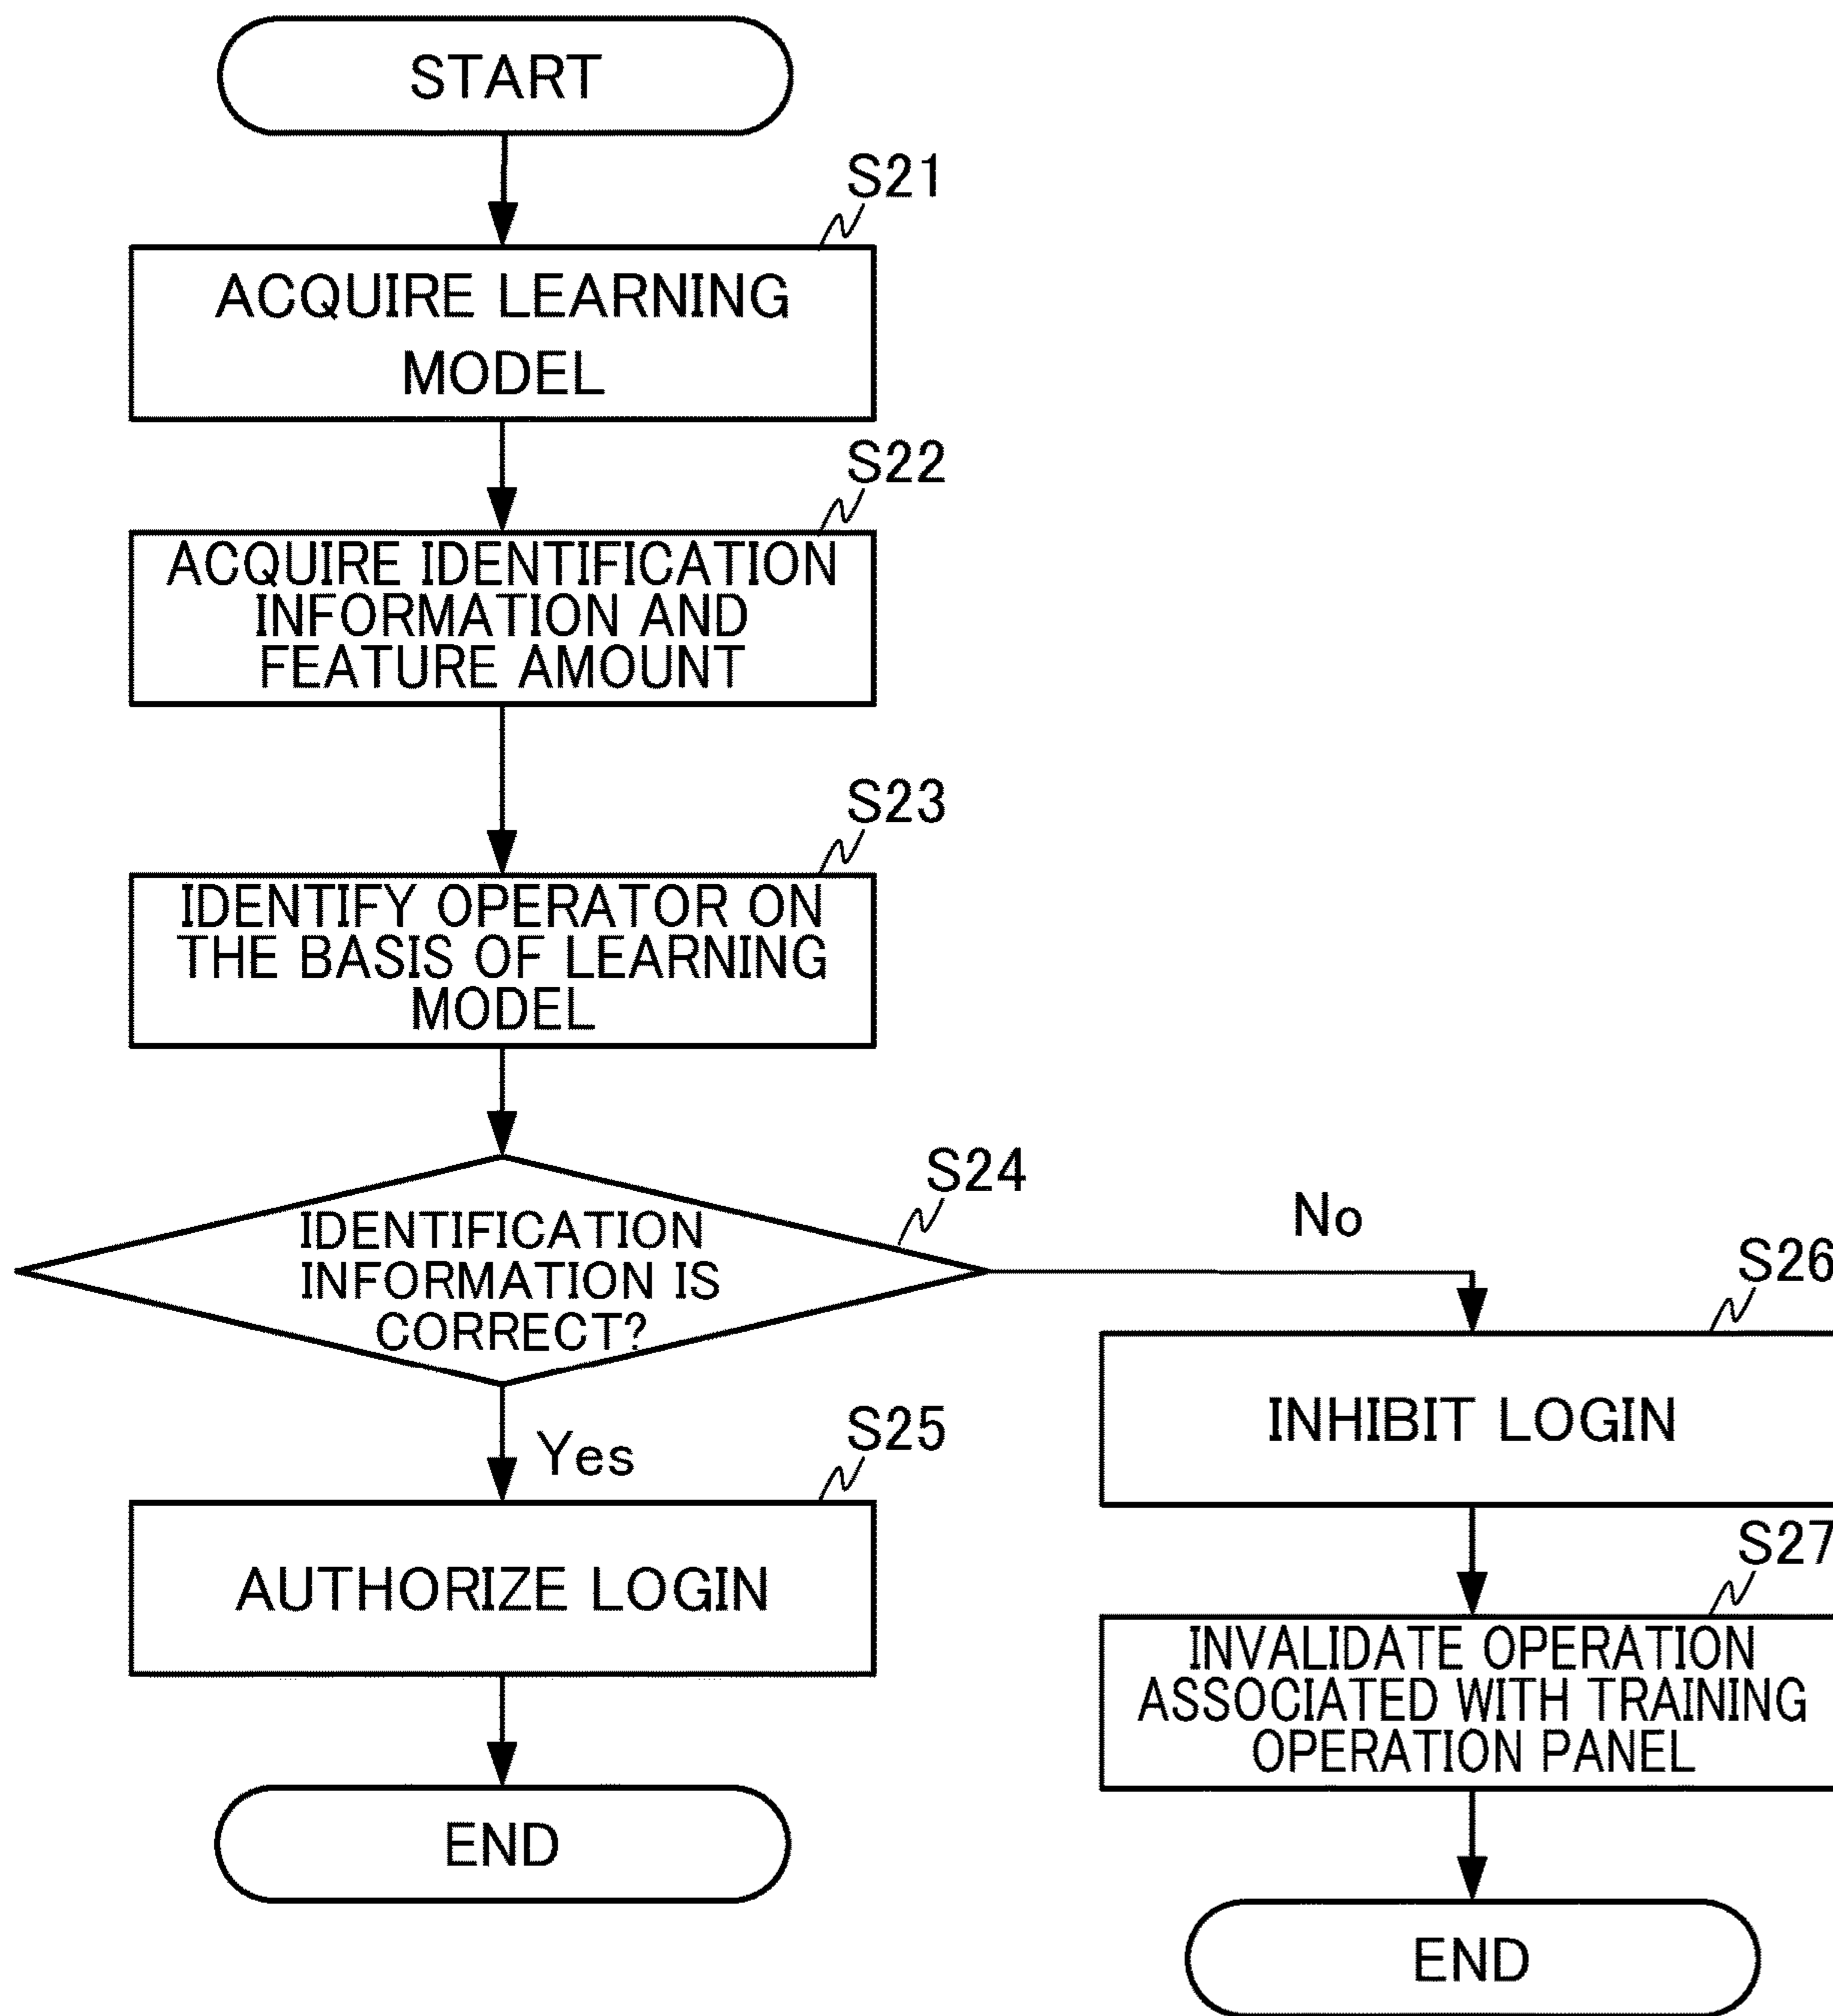 START
S21
ACQUIRE LEARNING
MODEL
S22
ACQUIRE IDENTIFICATION
INFORMATION AND
FEATURE AMOUNT
S23
IDENTIFY OPERATOR ON
THE BASIS OF LEARNING
MODEL
S24
IDENTIFICATION
INFORMATION IS
CORRECT?
No
Yes
S25
AUTHORIZE LOGIN
END
S26
INHIBIT LOGIN
S27
INVALIDATE OPERATION
ASSOCIATED WITH TRAINING
OPERATION PANEL
END